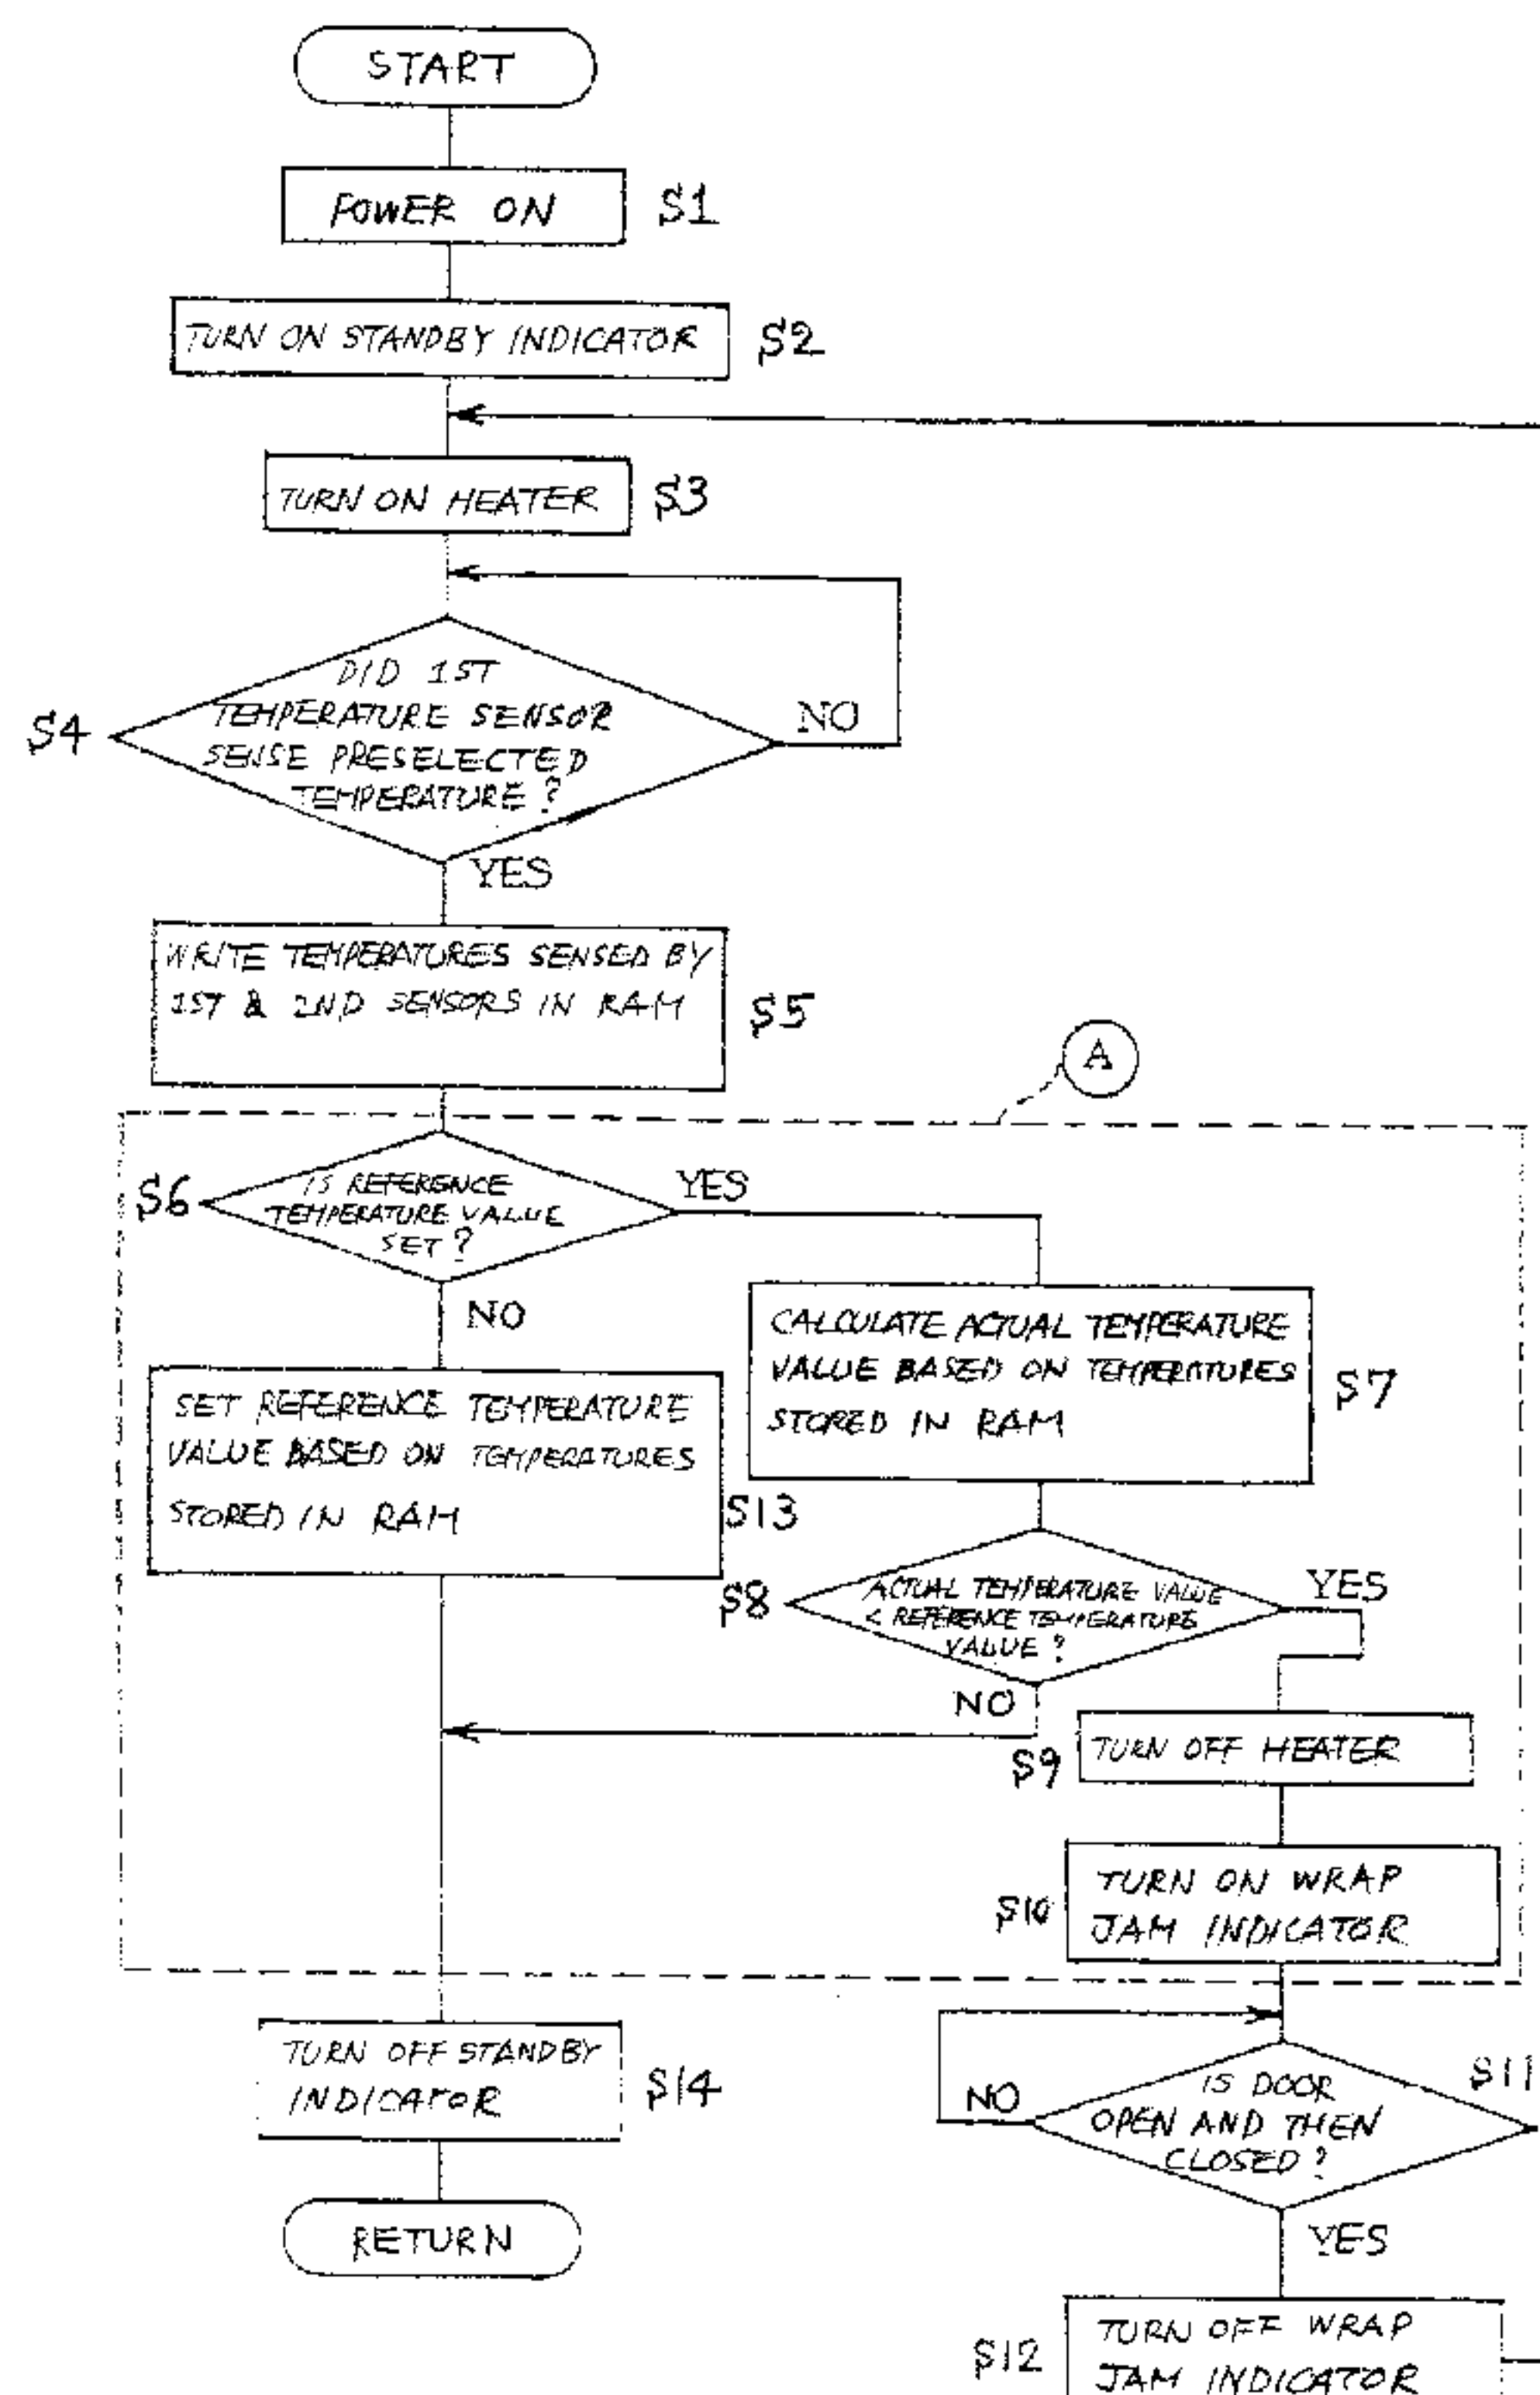 START
POWER ON
S1
TURN ON STANDBY INDICATOR
S2
TURN ON HEATER
S3
DID 1ST
TEMPERATURE SENSOR
SENSE PRESELECTED
TEMPERATURE?
S4
NO
YES
WRITE TEMPERATURES SENSED BY
1ST & 2ND SENSORS IN RAM
S5
A
S6
IS REFERENCE
TEMPERATURE VALUE
SET?
YES
NO
CALCULATE ACTUAL TEMPERATURE
VALUE BASED ON TEMPERATURES
STORED IN RAM
S7
SET REFERENCE TEMPERATURE
VALUE BASED ON TEMPERATURES
STORED IN RAM
S13
S8
ACTUAL TEMPERATURE VALUE
< REFERENCE TEMPERATURE
VALUE?
YES
NO
S9
TURN OFF HEATER
S10
TURN ON WRAP
JAM INDICATOR
TURN OFF STANDBY
INDICATOR
S14
NO
IS DOOR
OPEN AND THEN
CLOSED?
S11
YES
RETURN
S12
TURN OFF WRAP
JAM INDICATOR